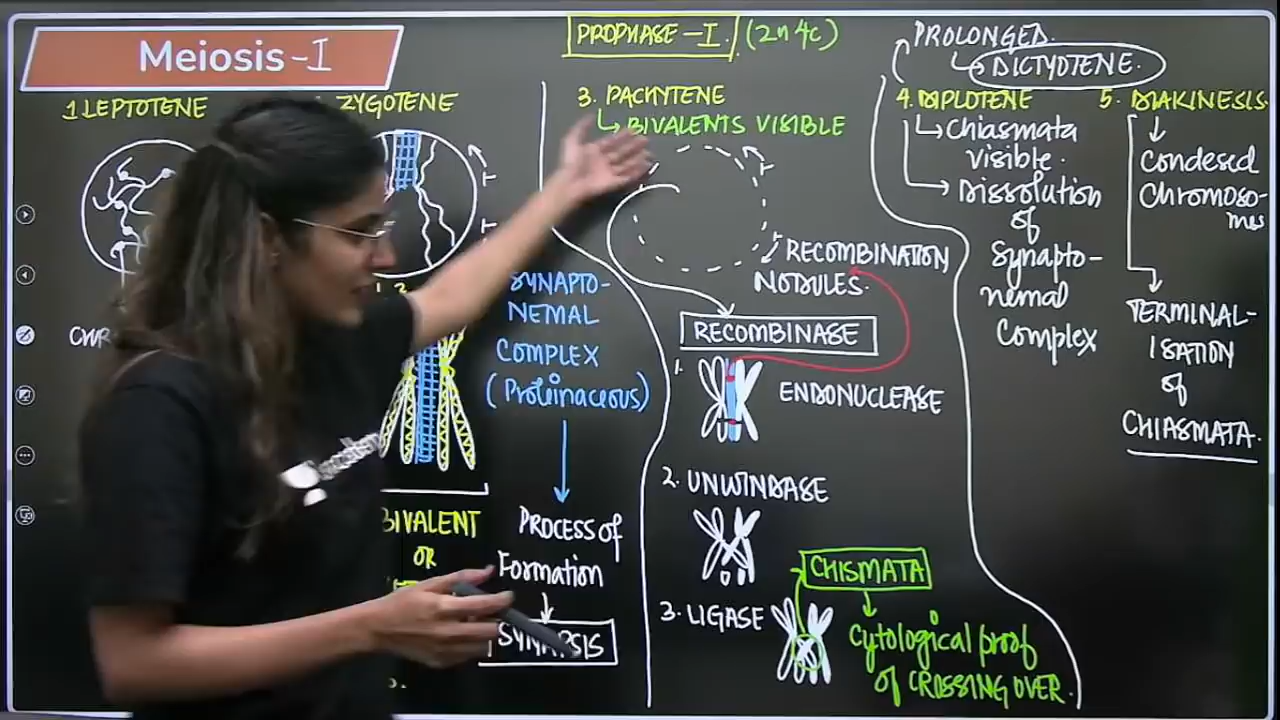 Meiosis-I
PROPHASE-I. (2n 4c)
1 LEPTOTENE
ZYGOTENE
SYNAPTO-
NEMAL
COMPLEX
(Proteinaceous)
PROCESS of
Formation
SYNAPSIS
BIVALENT
OR
3. PACHYTENE
BIVALENTS VISIBLE
RECOMBINATION
NODULES.
RECOMBINASE
1.
ENDONUCLEASE
2. UNWINDASE
3. LIGASE
CHISMATA
Cytological proof
of CROSSING OVER.
PROLONGED.
DICTYOTENE.
4. DIPLOTENE
Chiasmata
visible.
Dissolution
of
Synapto-
nemal
Complex
5. DIAKINESIS
Condesed
Chromoso-
mes
TERMINAL-
ISATION
of
CHIASMATA.